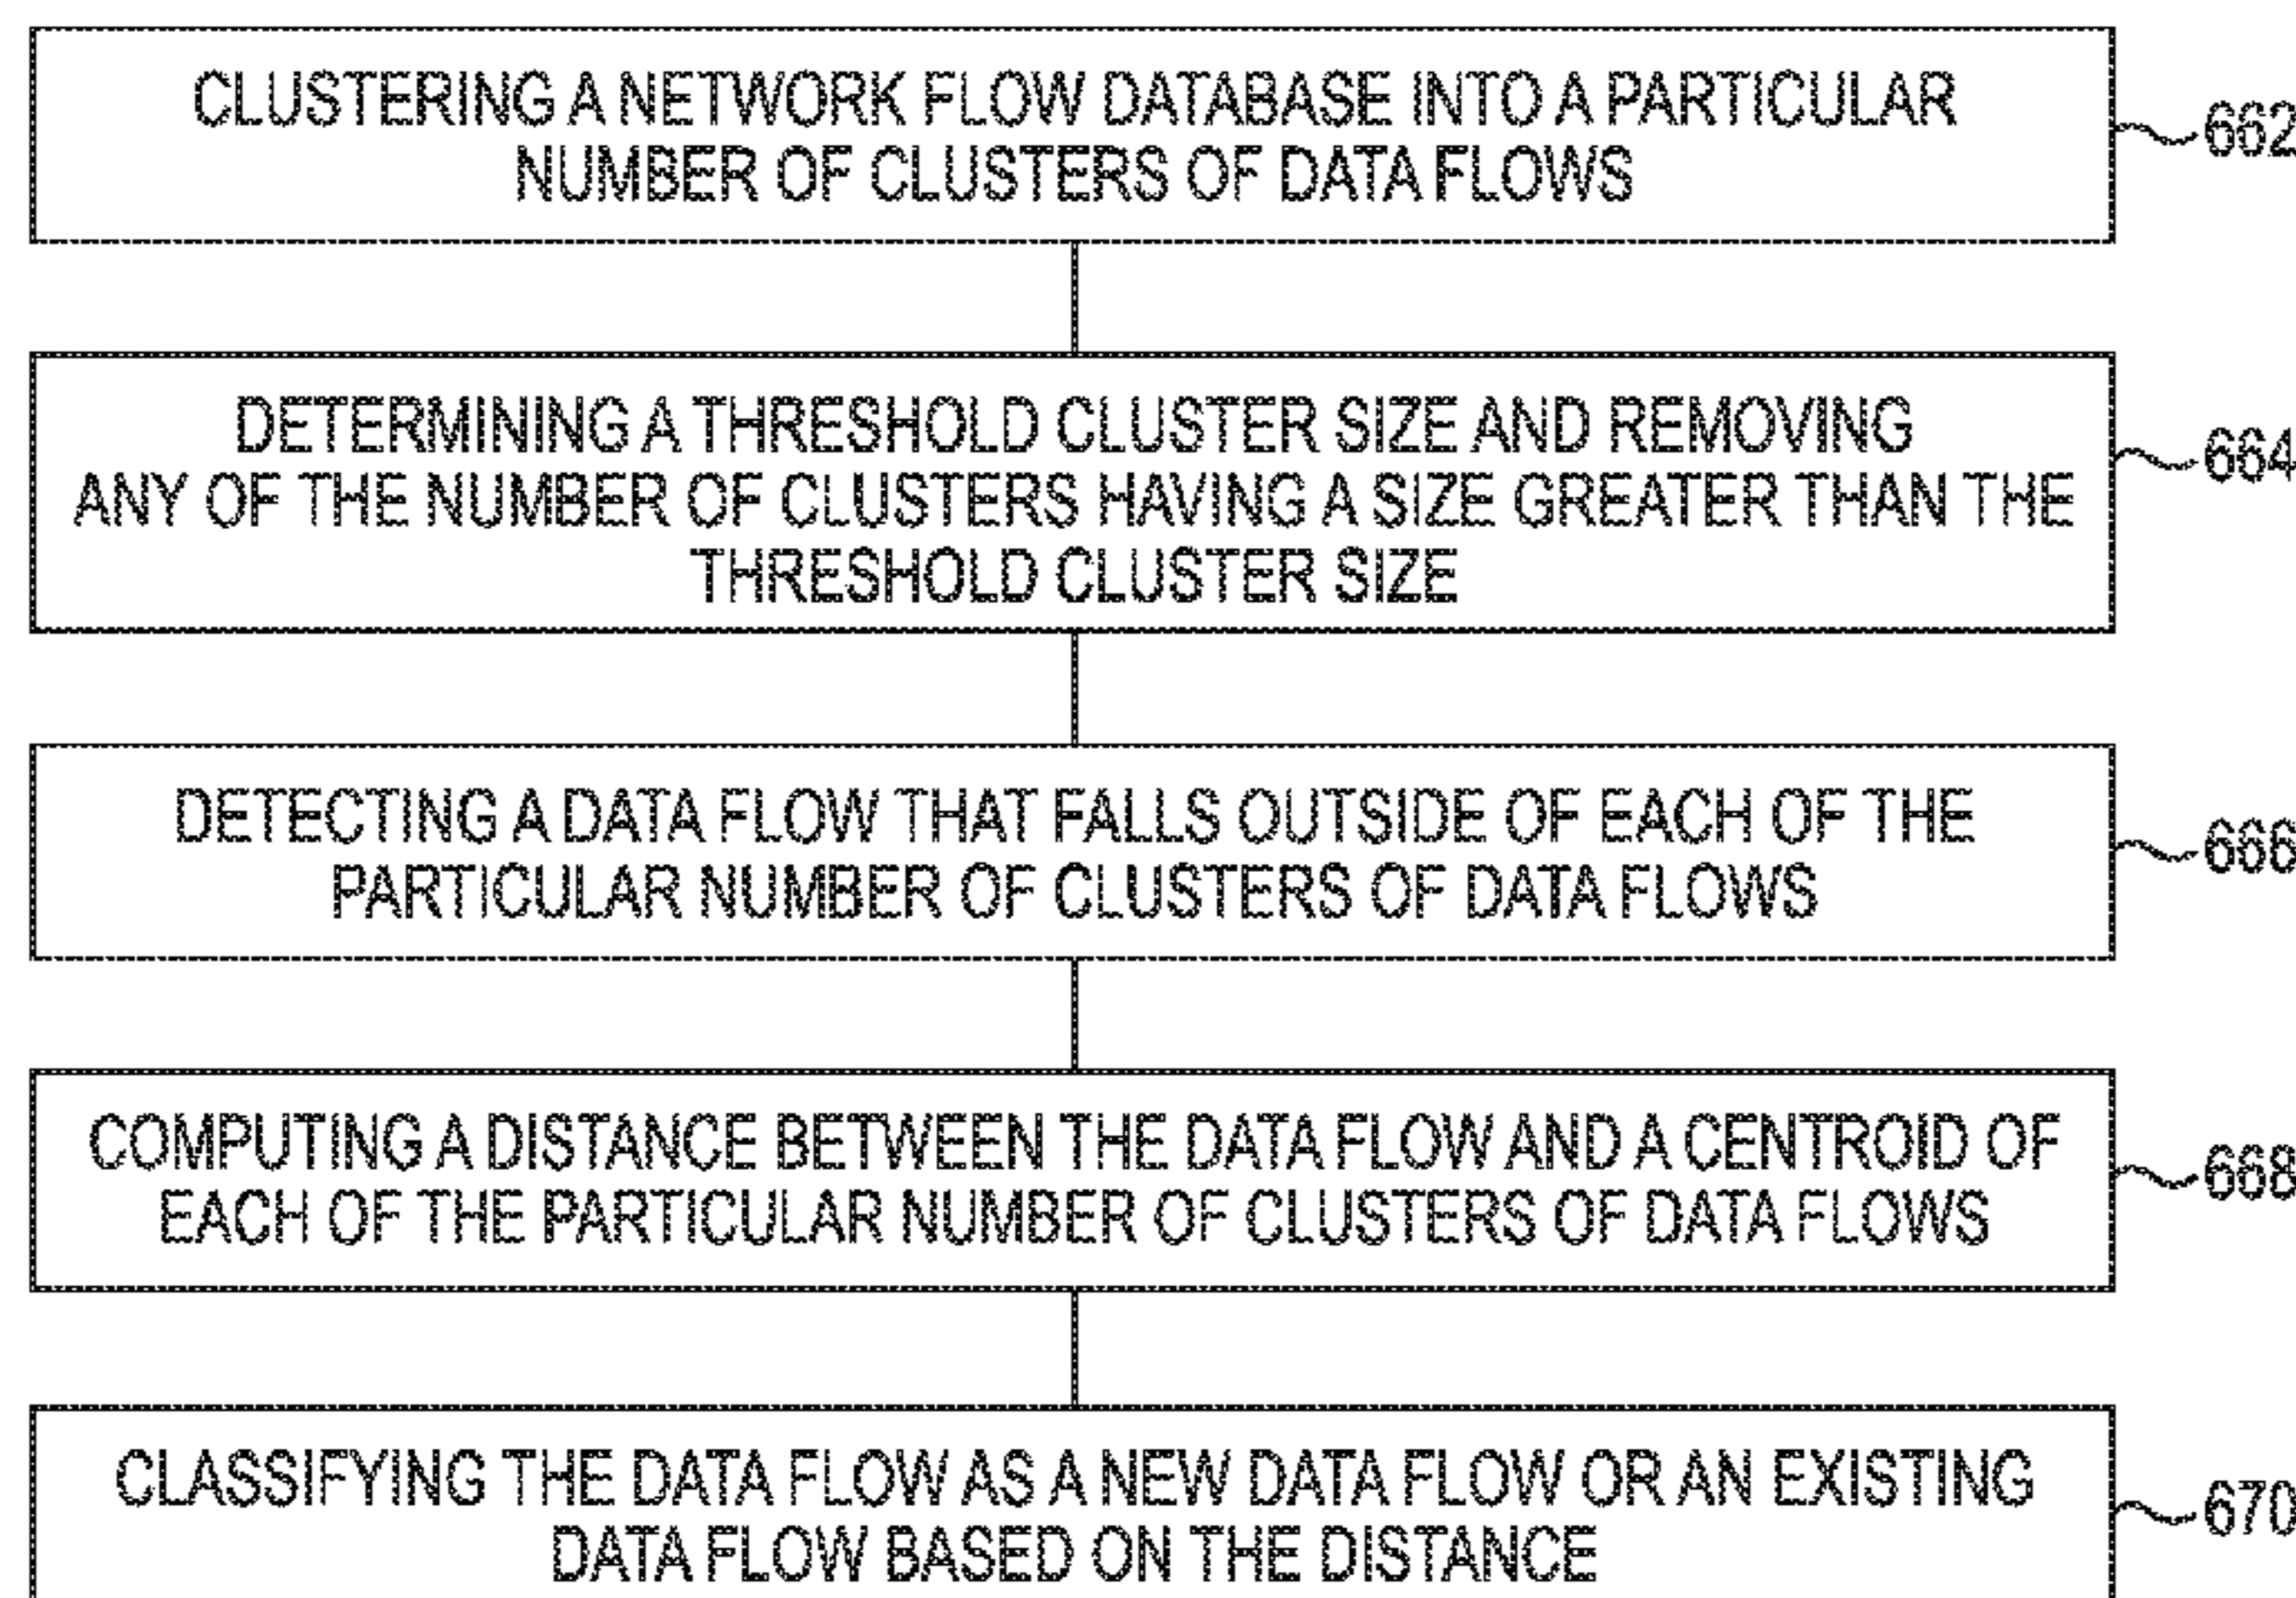 CLUSTERING A NETWORK FLOW DATABASE INTO A PARTICULAR
NUMBER OF CLUSTERS OF DATA FLOWS
662
DETERMINING A THRESHOLD CLUSTER SIZE AND REMOVING
ANY OF THE NUMBER OF CLUSTERS HAVING A SIZE GREATER THAN THE
THRESHOLD CLUSTER SIZE
664
DETECTING A DATA FLOW THAT FALLS OUTSIDE OF EACH OF THE
PARTICULAR NUMBER OF CLUSTERS OF DATA FLOWS
666
COMPUTING A DISTANCE BETWEEN THE DATA FLOW AND A CENTROID OF
EACH OF THE PARTICULAR NUMBER OF CLUSTERS OF DATA FLOWS
668
CLASSIFYING THE DATA FLOW AS A NEW DATA FLOW OR AN EXISTING
DATA FLOW BASED ON THE DISTANCE
670